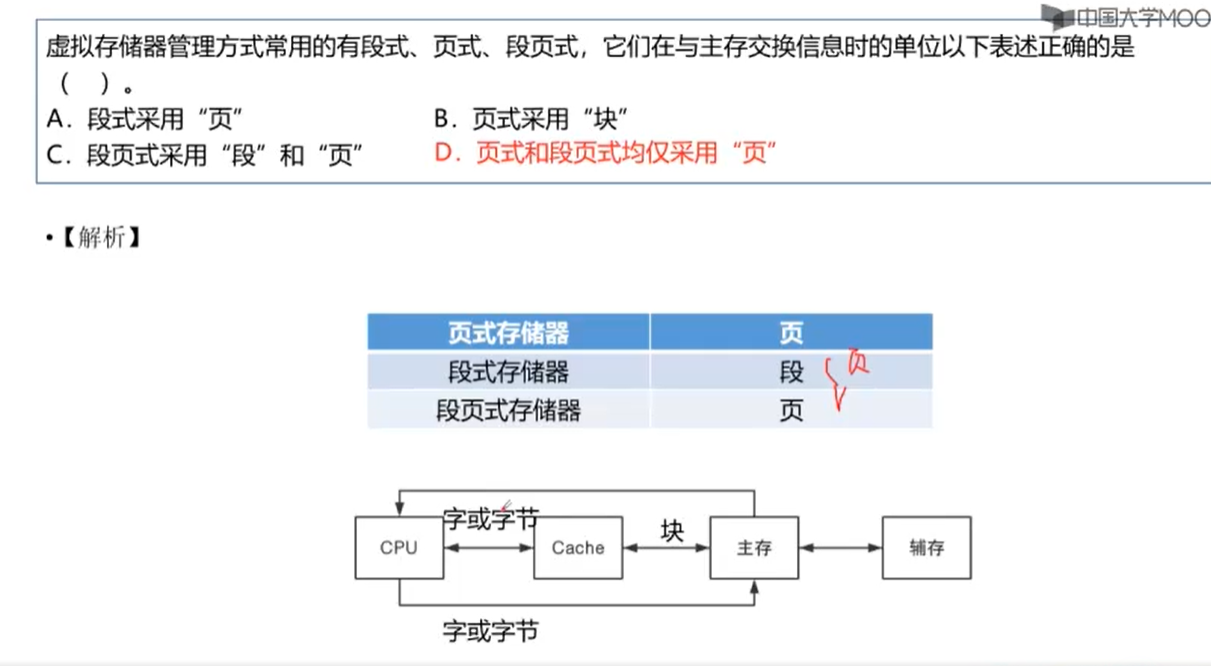 中国大学MOO
虚拟存储器管理方式常用的有段式、页式、段页式，它们在与主存交换信息时的单位以下表述正确的是
（ ）。
A．段式采用“页” B．页式采用“块”
C．段页式采用“段”和“页” D．页式和段页式均仅采用“页”
•【解析】
页式存储器 页
段式存储器 段 页
段页式存储器 页
字或字节 块
CPU Cache 主存 辅存
字或字节